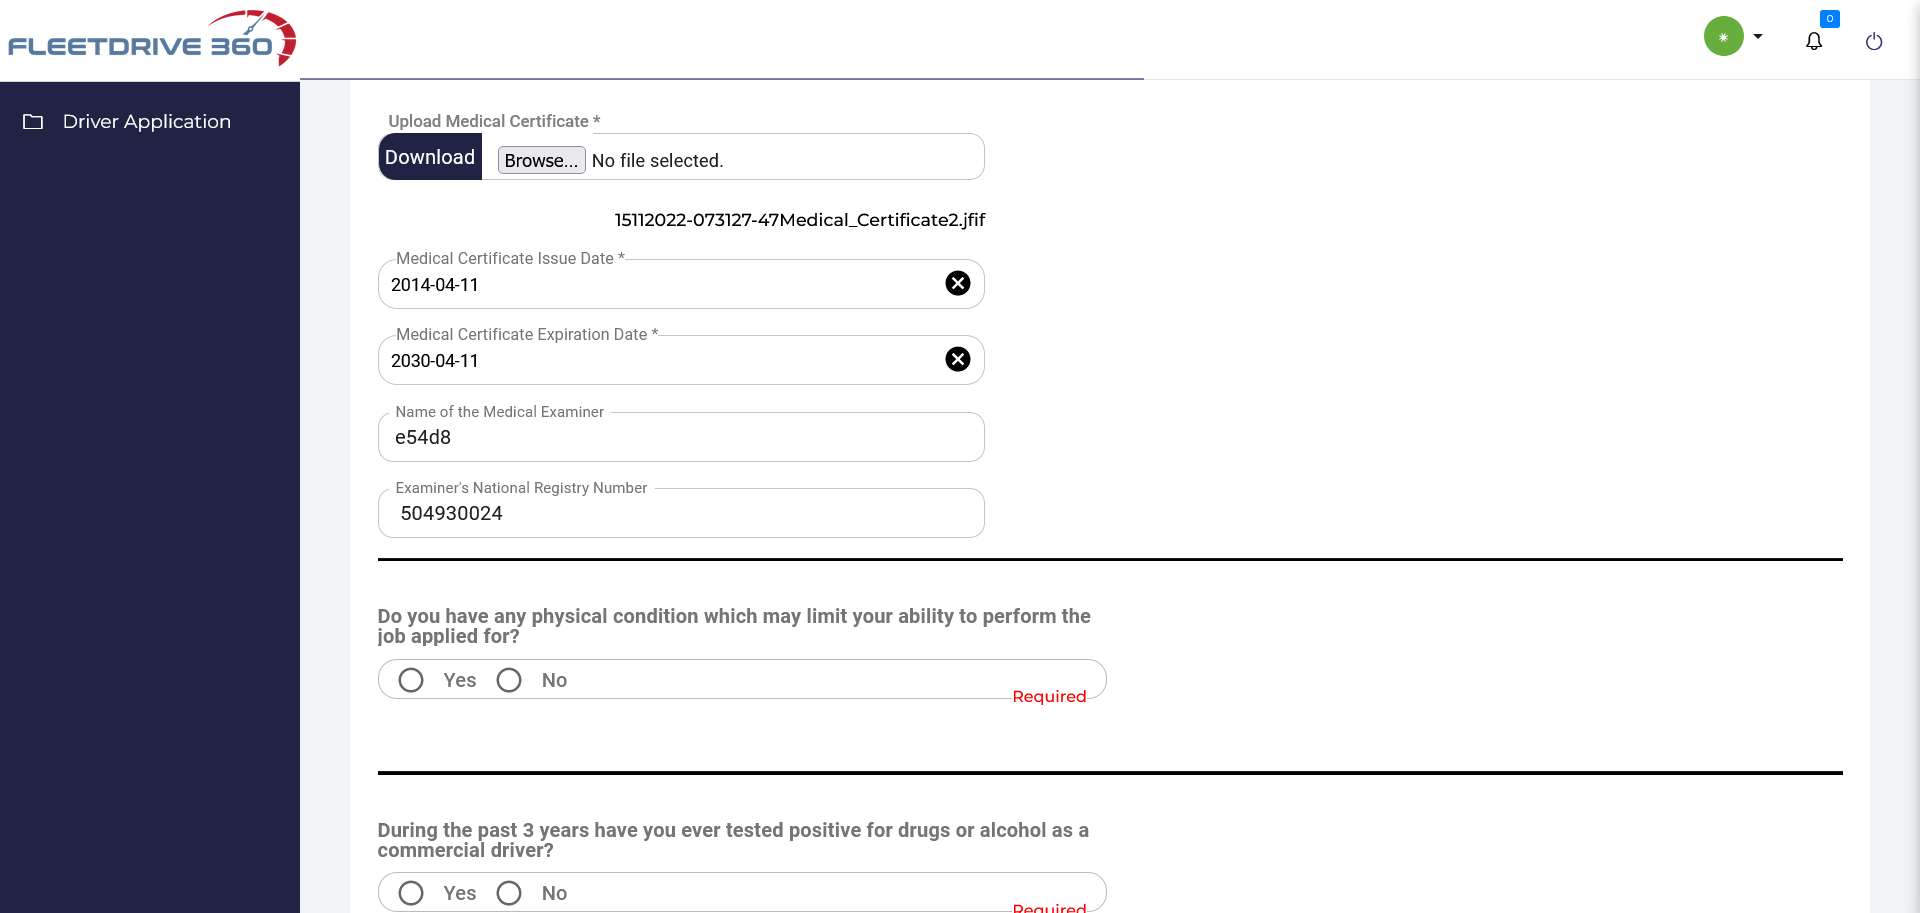 FLEETDRIVE 360
0
Driver Application
Upload Medical Certificate *
Download
Browse... No file selected.
15112022-073127-47Medical_Certificate2.jfif
Medical Certificate Issue Date *
2014-04-11
Medical Certificate Expiration Date *
2030-04-11
Name of the Medical Examiner
e54d8
Examiner's National Registry Number
504930024
Do you have any physical condition which may limit your ability to perform the
job applied for?
Yes No
Required
During the past 3 years have you ever tested positive for drugs or alcohol as a
commercial driver?
Yes No
Required